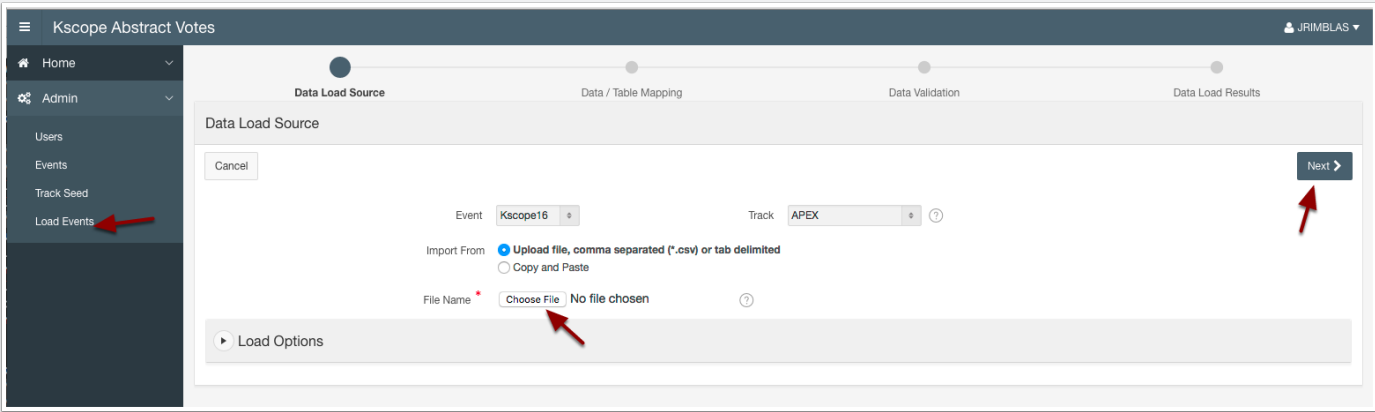 Kscope Abstract Votes
JRIMBLAS
Home
Admin
Users
Events
Track Seed
Load Events
Data Load Source
Data / Table Mapping
Data Validation
Data Load Results
Data Load Source
Cancel
Next
Event Kscope16 Track APEX ?
Import From Upload file, comma separated (*.csv) or tab delimited
Copy and Paste
File Name * Choose File No file chosen ?
Load Options